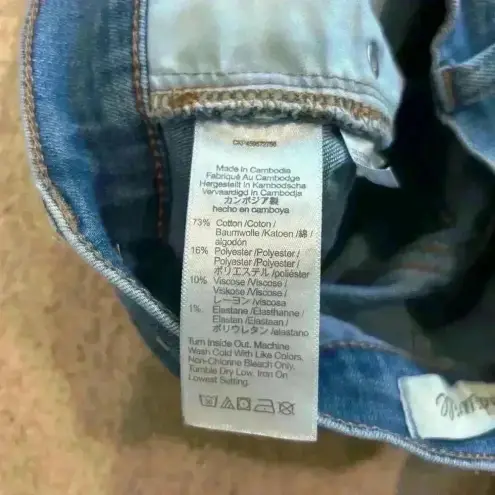 Made in Cambodia
Fabriqué Au Cambodge
Hergestellt in Kambodscha
Vervaardigd in Cambodja
カンボジア製
hecho en camboya
73% Cotton /Coton /
Baumwolle /Katoen /綿 /
algodón
16% Polyester /Polyester /
Polyester /Polyester /
ポリエステル /poliéster
10% Viscose /Viscose /
Viskose /Viscose /
レーヨン /viscosa
1% Elastane /Elasthanne /
Elastan /Elastaan /
ポリウレタン /elastano
Turn Inside Out. Machine
Wash Cold With Like Colors.
Non-Chlorine Bleach Only.
Tumble Dry Low. Iron On
Lowest Setting.